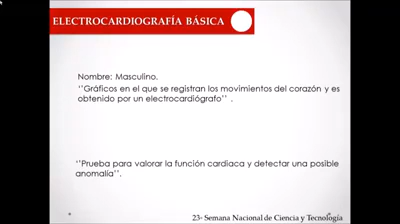 ELECTROCARDIOGRAFÍA BÁSICA
Nombre: Masculino.
‘’Gráficos en el que se registran los movimientos del corazón y es
obtenido por un electrocardiógrafo’’ .
‘’Prueba para valorar la función cardiaca y detectar una posible
anomalía’’.
23ª Semana Nacional de Ciencia y Tecnología